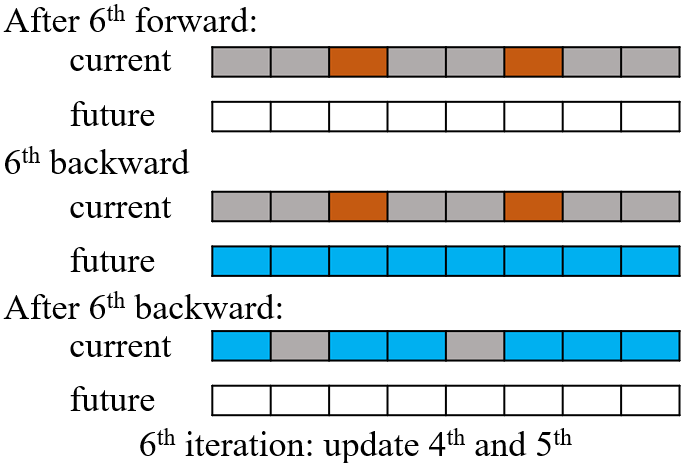 After 6th forward:
current
future
6th backward
current
future
After 6th backward:
current
future
6th iteration: update 4th and 5th